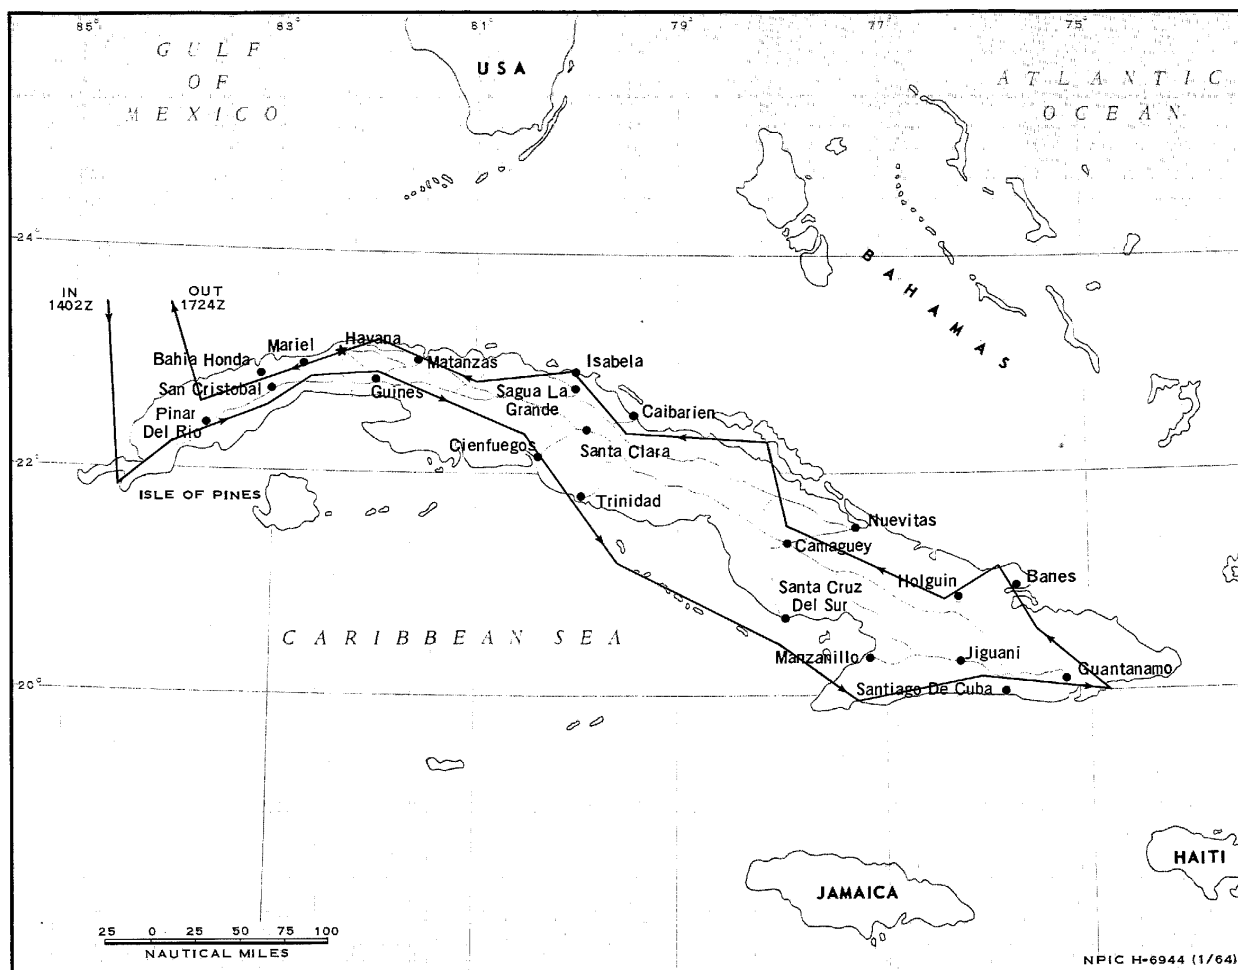 85° 83° 81° 79° 77° 75°
GULF
OF
MEXICO
USA
ATLANTIC
OCEAN
24°
BAHAMAS
IN
1402Z
OUT
1724Z
Havana
Mariel
Bahia Honda
Matanzas
Isabela
San Cristobal
Guines
Sagua La
Grande
Caibarien
Pinar
Del Rio
Cienfuegos
Santa Clara
22°
ISLE OF PINES
Trinidad
Nuevitas
Camaguey
Holguin
Banes
Santa Cruz
Del Sur
CARIBBEAN SEA
Manzanillo
Jiguani
Guantanamo
20°
Santiago De Cuba
JAMAICA
HAITI
25 0 25 50 75 100
NAUTICAL MILES
NPIC H-6944 (1/64)